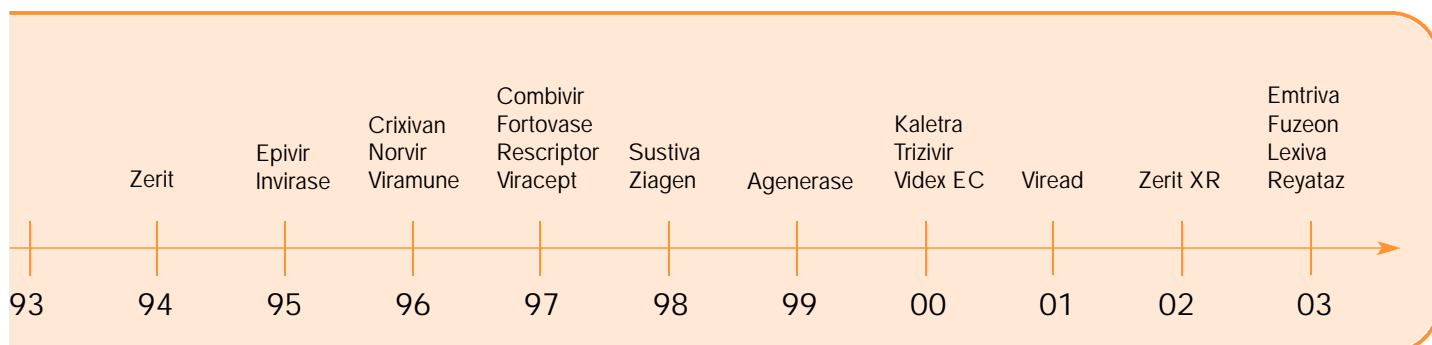 Zerit
Epivir
Invirase
Crixivan
Norvir
Viramune
Combivir
Fortovase
Rescriptor
Viracept
Sustiva
Ziagen
Agenerase
Kaletra
Trizivir
Videx EC
Viread
Zerit XR
Emtriva
Fuzeon
Lexiva
Reyataz
93 94 95 96 97 98 99 00 01 02 03